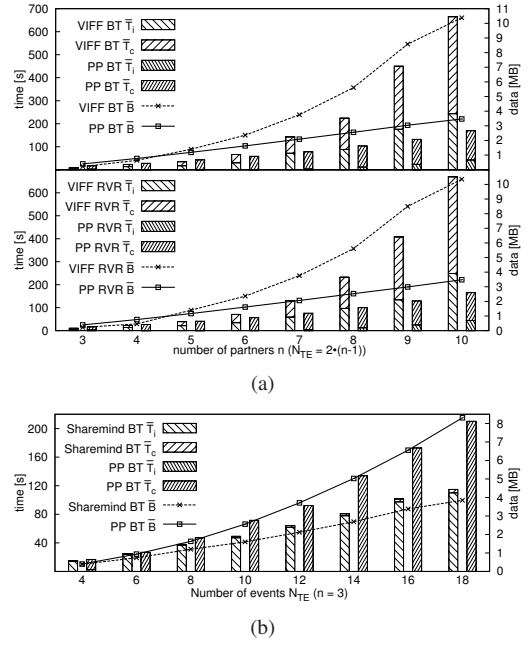 700
600
500
400
300
200
100
time [s]
VIFF BT T̅i
VIFF BT T̅c
PP BT T̅i
PP BT T̅c
VIFF BT B̅
PP BT B̅
11
10
9
8
7
6
5
4
3
2
1
data [MB]
600
500
400
300
200
100
0
time [s]
VIFF RVR T̅i
VIFF RVR T̅c
PP RVR T̅i
PP RVR T̅c
VIFF RVR B̅
PP RVR B̅
10
9
8
7
6
5
4
3
2
1
0
data [MB]
3 4 5 6 7 8 9 10
number of partners n (NTE = 2•(n-1))
(a)
200
160
120
80
40
time [s]
Sharemind BT T̅i
Sharemind BT T̅c
PP BT T̅i
PP BT T̅c
Sharemind BT B̅
PP BT B̅
8
7
6
5
4
3
2
1
0
data [MB]
4 6 8 10 12 14 16 18
Number of events NTE (n = 3)
(b)